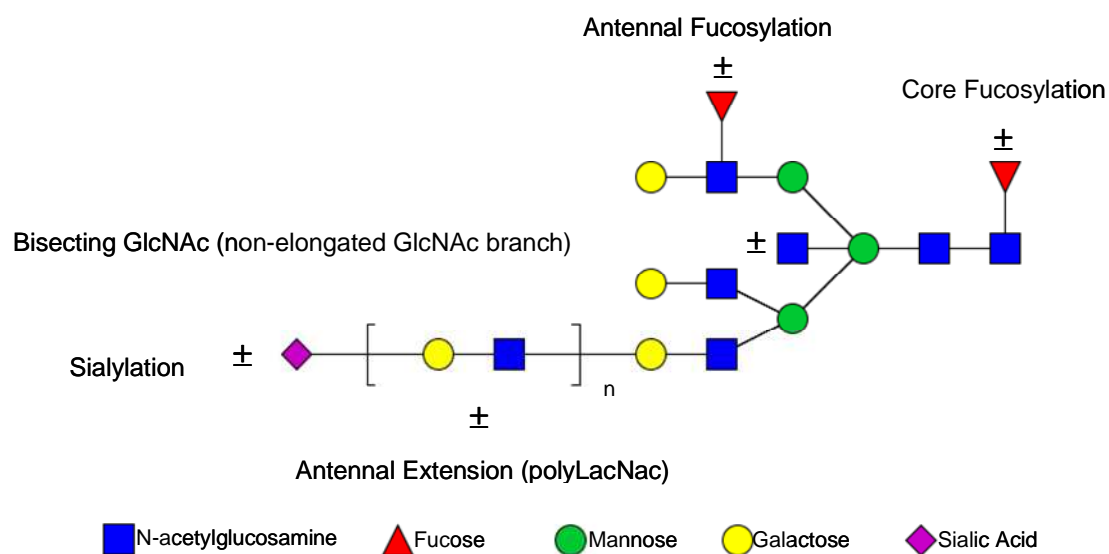 Antennal Fucosylation
±
Core Fucosylation
±
Bisecting GlcNAc (non-elongated GlcNAc branch)
±
Sialylation
±
n
±
Antennal Extension (polyLacNac)
N-acetylglucosamine Fucose Mannose Galactose Sialic Acid